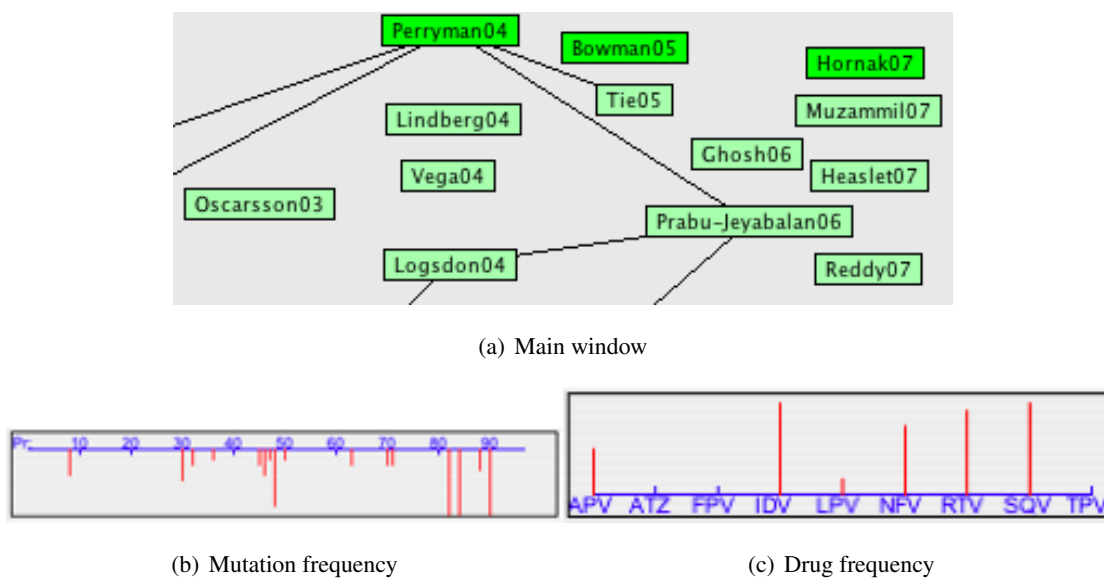 Perryman04
Bowman05
Hornak07
Tie05
Muzammil07
Lindberg04
Ghosh06
Vega04
Heaslet07
Oscarsson03
Prabu-Jeyabalan06
Logsdon04
Reddy07
(a) Main window
Pr: 10 20 30 40 50 60 70 80 90
APV ATZ FPV IDV LPV NFV RTV SQV TPV
(b) Mutation frequency
(c) Drug frequency